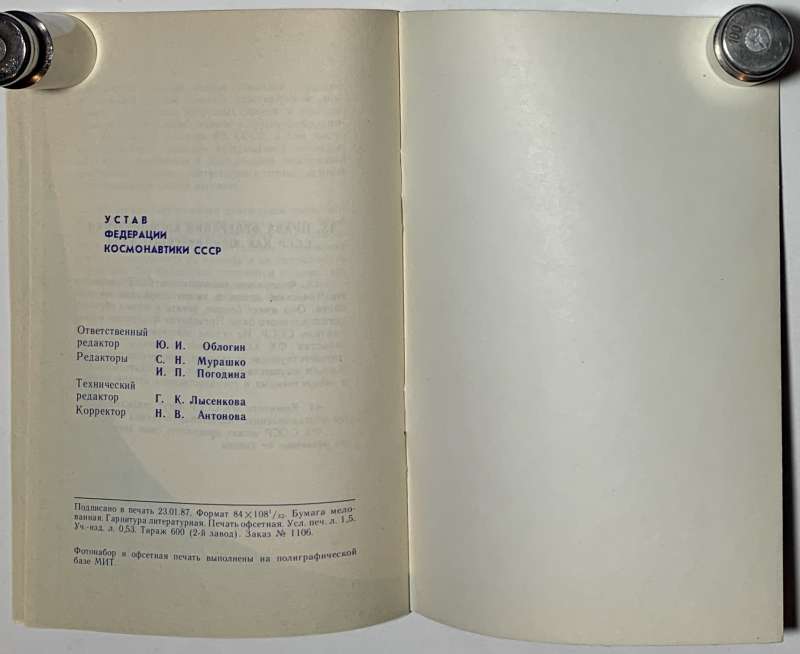 УСТАВ
ФЕДЕРАЦИИ
КОСМОНАВТИКИ СССР
Ответственный
редактор Ю. И. Облогин
Редакторы С. Н. Мурашко
И. П. Погодина
Технический
редактор Г. К. Лысенкова
Корректор Н. В. Антонова
Подписано в печать 23.01.87. Формат 84×108¹/₃₂. Бумага мело-
ванная. Гарнитура литературная. Печать офсетная. Усл. печ. л. 1,5.
Уч.-изд. л. 0,53. Тираж 600 (2-й завод). Заказ № 1106.
Фотонабор и офсетная печать выполнены на полиграфической
базе МИТ.